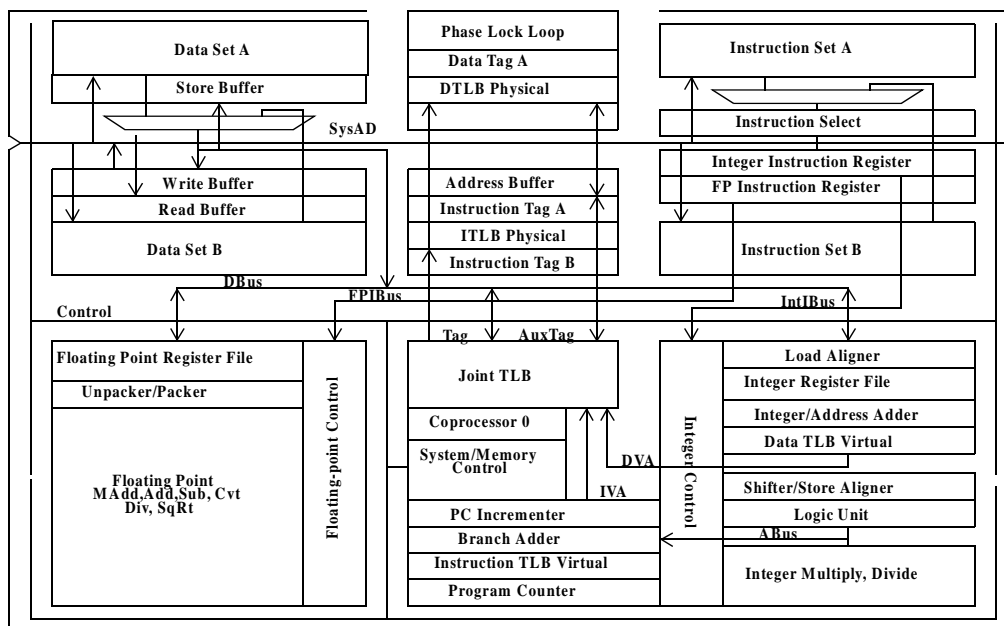 Data Set A
Store Buffer
Phase Lock Loop
Data Tag A
DTLB Physical
Instruction Set A
Instruction Select
SysAD
Integer Instruction Register
FP Instruction Register
Write Buffer
Read Buffer
Data Set B
Address Buffer
Instruction Tag A
ITLB Physical
Instruction Tag B
Instruction Set B
DBus
FPIBus
IntIBus
Control
Tag
AuxTag
Floating Point Register File
Unpacker/Packer
Floating Point
MAdd,Add,Sub, Cvt
Div, SqRt
Floating-point Control
Joint TLB
Coprocessor 0
System/Memory
Control
DVA
IVA
PC Incrementer
Branch Adder
Instruction TLB Virtual
Program Counter
Integer Control
Load Aligner
Integer Register File
Integer/Address Adder
Data TLB Virtual
Shifter/Store Aligner
Logic Unit
ABus
Integer Multiply, Divide